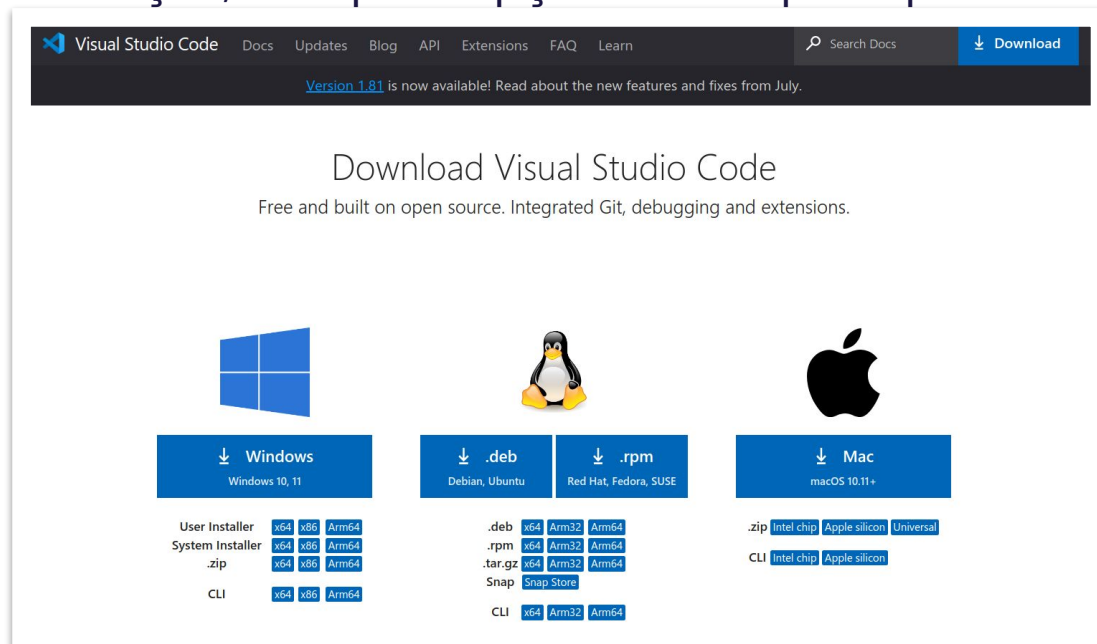 Visual Studio Code Docs Updates Blog API Extensions FAQ Learn Search Docs Download
Version 1.81 is now available! Read about the new features and fixes from July.
Download Visual Studio Code
Free and built on open source. Integrated Git, debugging and extensions.
Windows
Windows 10, 11
User Installer x64 x86 Arm64
System Installer x64 x86 Arm64
.zip x64 x86 Arm64
CLI x64 x86 Arm64
.deb
Debian, Ubuntu
.rpm
Red Hat, Fedora, SUSE
.deb x64 Arm32 Arm64
.rpm x64 Arm32 Arm64
.tar.gz x64 Arm32 Arm64
Snap Snap Store
CLI x64 Arm32 Arm64
Mac
macOS 10.11+
.zip Intel chip Apple silicon Universal
CLI Intel chip Apple silicon